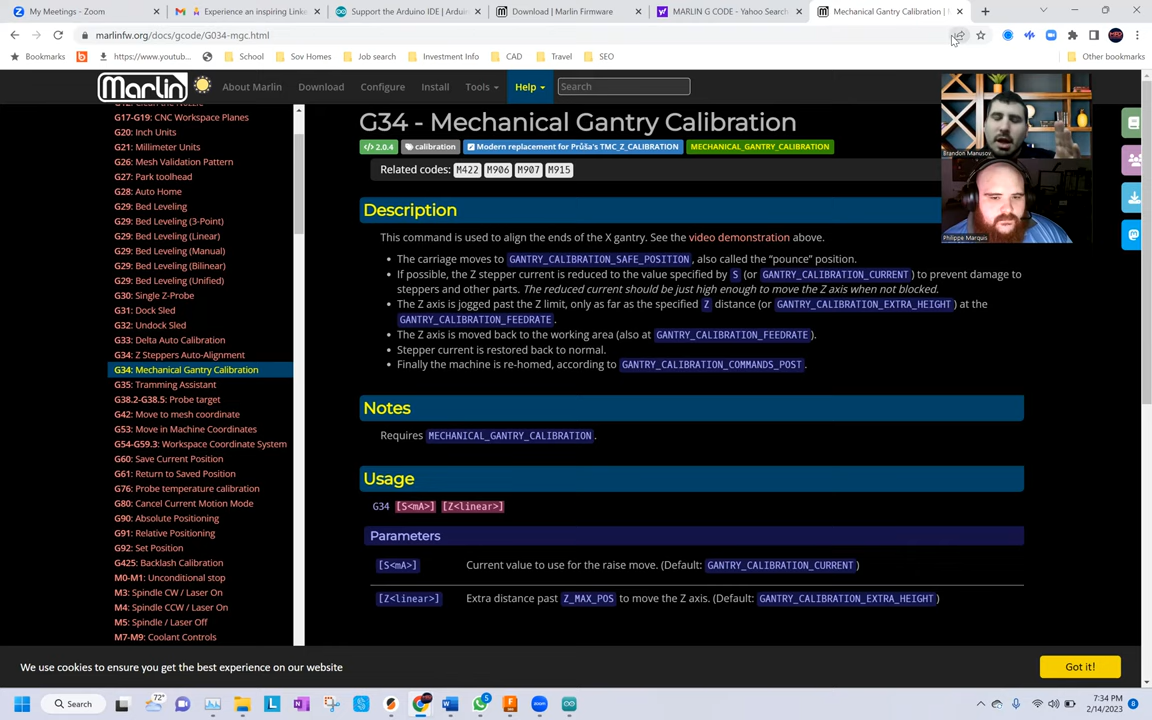 My Meetings - Zoom
Experience an inspiring Linke
Support the Arduino IDE | Ardui
Download | Marlin Firmware
MARLIN G CODE - Yahoo Search
Mechanical Gantry Calibration |
marlinfw.org/docs/gcode/G034-mgc.html
Bookmarks
https://www.youtub...
School
Sov Homes
Job search
Investment Info
CAD
Travel
SEO
Other bookmarks
Marlin
About Marlin
Download
Configure
Install
Tools
Help
Search
G17-G19: CNC Workspace Planes
G20: Inch Units
G21: Millimeter Units
G26: Mesh Validation Pattern
G27: Park toolhead
G28: Auto Home
G29: Bed Leveling
G29: Bed Leveling (3-Point)
G29: Bed Leveling (Linear)
G29: Bed Leveling (Manual)
G29: Bed Leveling (Bilinear)
G29: Bed Leveling (Unified)
G30: Single Z-Probe
G31: Dock Sled
G32: Undock Sled
G33: Delta Auto Calibration
G34: Z Steppers Auto-Alignment
G34: Mechanical Gantry Calibration
G35: Tramming Assistant
G38.2-G38.5: Probe target
G42: Move to mesh coordinate
G53: Move in Machine Coordinates
G54-G59.3: Workspace Coordinate System
G60: Save Current Position
G61: Return to Saved Position
G76: Probe temperature calibration
G80: Cancel Current Motion Mode
G90: Absolute Positioning
G91: Relative Positioning
G92: Set Position
G425: Backlash Calibration
M0-M1: Unconditional stop
M3: Spindle CW / Laser On
M4: Spindle CCW / Laser On
M5: Spindle / Laser Off
M7-M9: Coolant Controls
G34 - Mechanical Gantry Calibration
</> 2.0.4
calibration
Modern replacement for Průša's TMC_Z_CALIBRATION
MECHANICAL_GANTRY_CALIBRATION
Related codes: M422 M906 M907 M915
Brandon Manusov
Philippe Marquis
Description
This command is used to align the ends of the X gantry. See the video demonstration above.
• The carriage moves to GANTRY_CALIBRATION_SAFE_POSITION, also called the “pounce” position.
• If possible, the Z stepper current is reduced to the value specified by S (or GANTRY_CALIBRATION_CURRENT) to prevent damage to
steppers and other parts. The reduced current should be just high enough to move the Z axis when not blocked.
• The Z axis is jogged past the Z limit, only as far as the specified Z distance (or GANTRY_CALIBRATION_EXTRA_HEIGHT) at the
GANTRY_CALIBRATION_FEEDRATE.
• The Z axis is moved back to the working area (also at GANTRY_CALIBRATION_FEEDRATE).
• Stepper current is restored back to normal.
• Finally the machine is re-homed, according to GANTRY_CALIBRATION_COMMANDS_POST.
Notes
Requires MECHANICAL_GANTRY_CALIBRATION.
Usage
G34 [S<mA>] [Z<linear>]
Parameters
[S<mA>] Current value to use for the raise move. (Default: GANTRY_CALIBRATION_CURRENT)
[Z<linear>] Extra distance past Z_MAX_POS to move the Z axis. (Default: GANTRY_CALIBRATION_EXTRA_HEIGHT)
We use cookies to ensure you get the best experience on our website
Got it!
Search
72°
5
7:34 PM
2/14/2023
8